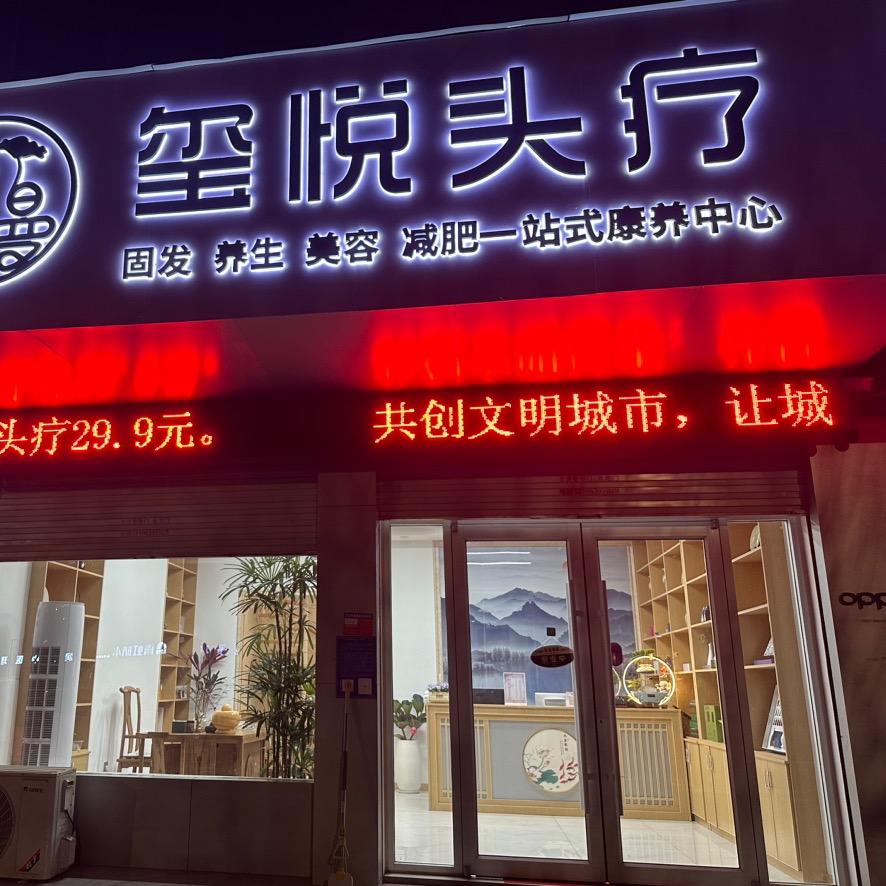 玺悦头疗
固发 养生 美容 减肥一站式康养中心
头疗29.9元。 共创文明城市，让城
opp